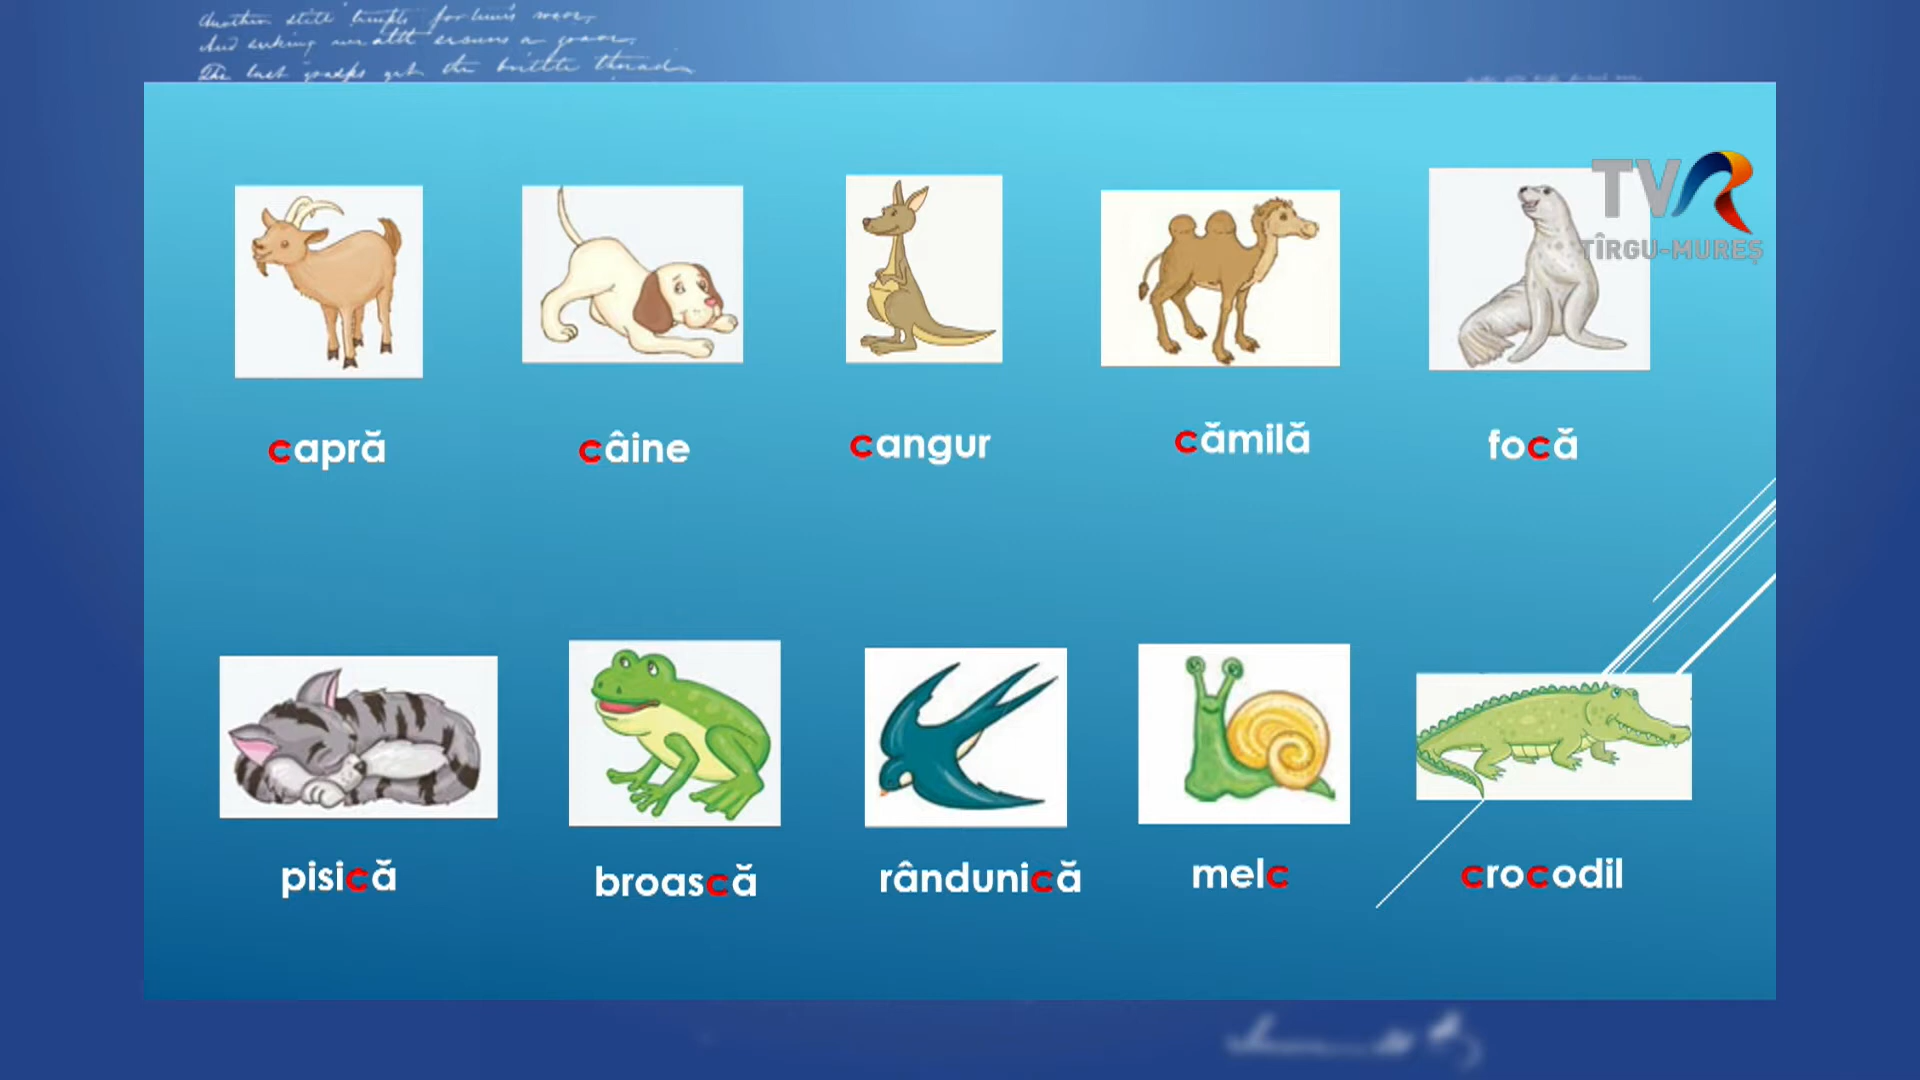 TVR
TÎRGU-MUREȘ
capră
câine
cangur
cămilă
focă
pisică
broască
rândunică
melc
crocodil